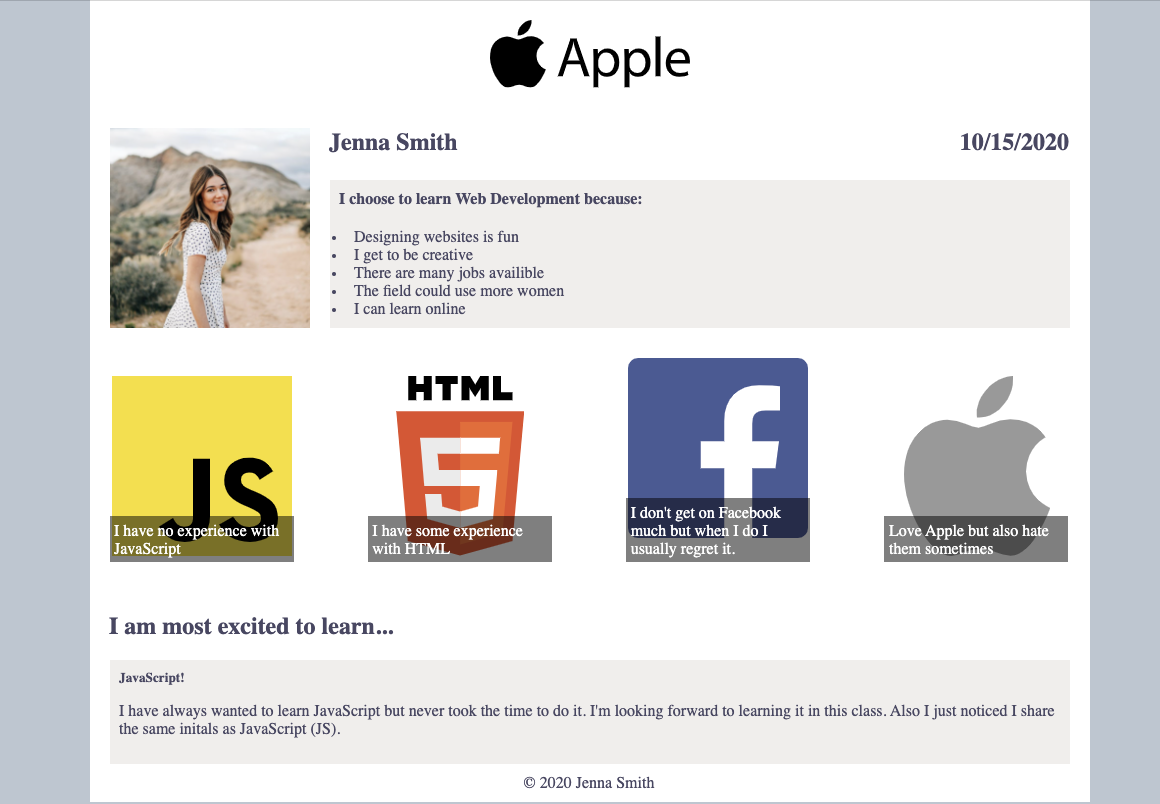 Apple
Jenna Smith
10/15/2020
I choose to learn Web Development because:
• Designing websites is fun
• I get to be creative
• There are many jobs availible
• The field could use more women
• I can learn online
JS
I have no experience with
JavaScript
HTML
5
I have some experience
with HTML
f
I don't get on Facebook
much but when I do I
usually regret it.
Love Apple but also hate
them sometimes
I am most excited to learn...
JavaScript!
I have always wanted to learn JavaScript but never took the time to do it. I'm looking forward to learning it in this class. Also I just noticed I share
the same initals as JavaScript (JS).
© 2020 Jenna Smith